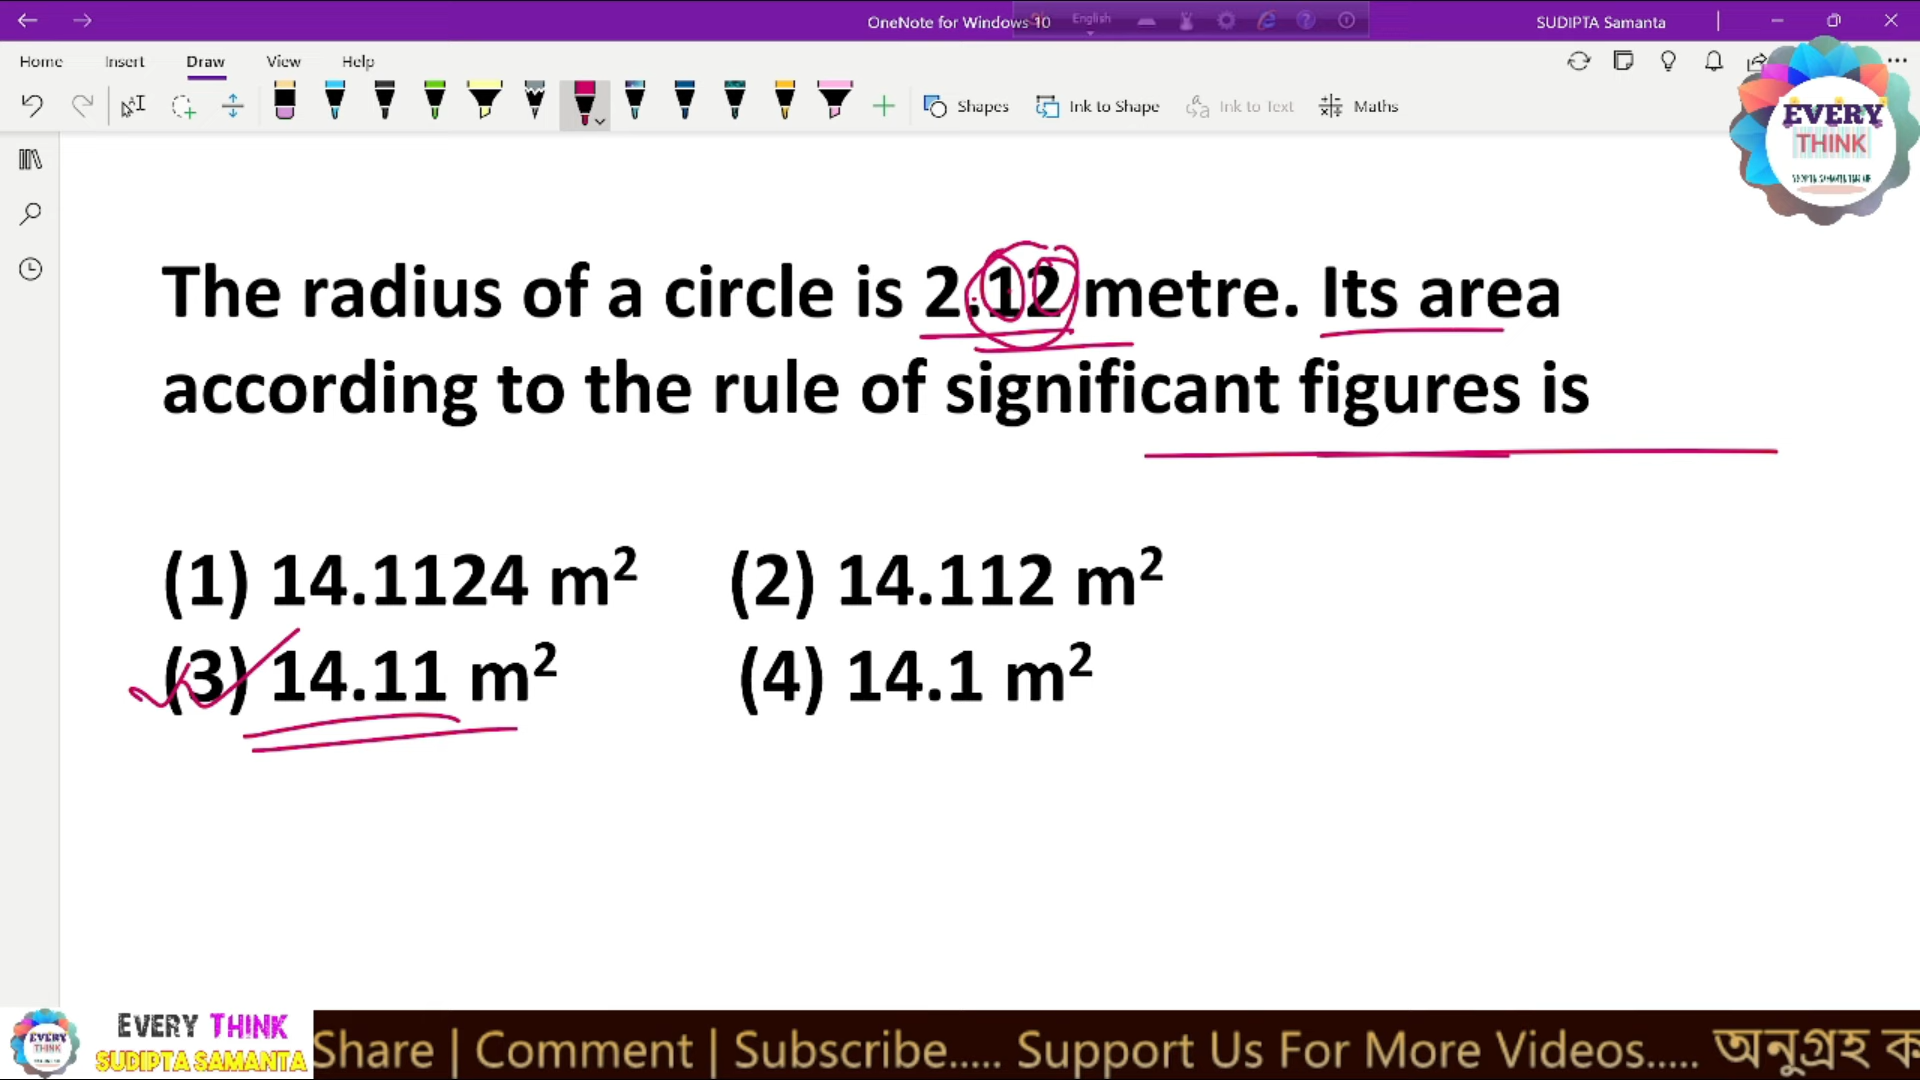 OneNote for Windows 10
English
SUDIPTA Samanta
Home Insert Draw View Help
Shapes Ink to Shape Ink to Text Maths
EVERY
THINK
The radius of a circle is 2.12 metre. Its area
according to the rule of significant figures is
(1) 14.1124 m² (2) 14.112 m²
(3) 14.11 m² (4) 14.1 m²
EVERY THINK
SUDIPTA SAMANTA
EVERY
THINK
Share | Comment | Subscribe..... Support Us For More Videos..... অনুগ্রহ ক